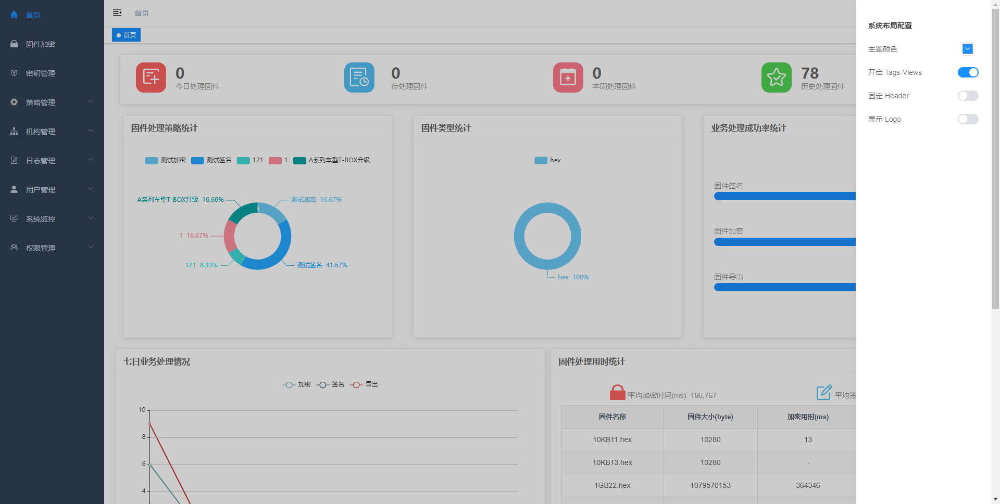 首页
固件加密
密钥管理
策略管理
机构管理
日志管理
用户管理
系统监控
权限管理
首页
首页
0
今日处理固件
0
待处理固件
0
本周处理固件
78
历史处理固件
固件处理策略统计
测试加密 测试签名 121 1 A系列车型T-BOX升级
A系列车型T-BOX升级 16.66%
测试加密 16.67%
1 16.67%
121 8.33%
测试签名 41.67%
固件类型统计
hex
hex 100%
业务处理成功率统计
固件签名
固件加密
固件导出
七日业务处理情况
加密 签名 导出
10
8
6
4
固件处理用时统计
平均加密时间(ms): 186,767
平均签
固件名称 固件大小(byte) 加密用时(ms)
10KB11.hex 10280 13
10KB13.hex 10280 -
1GB22.hex 1079570153 364346
系统布局配置
主题颜色
开启 Tags-Views
固定 Header
显示 Logo